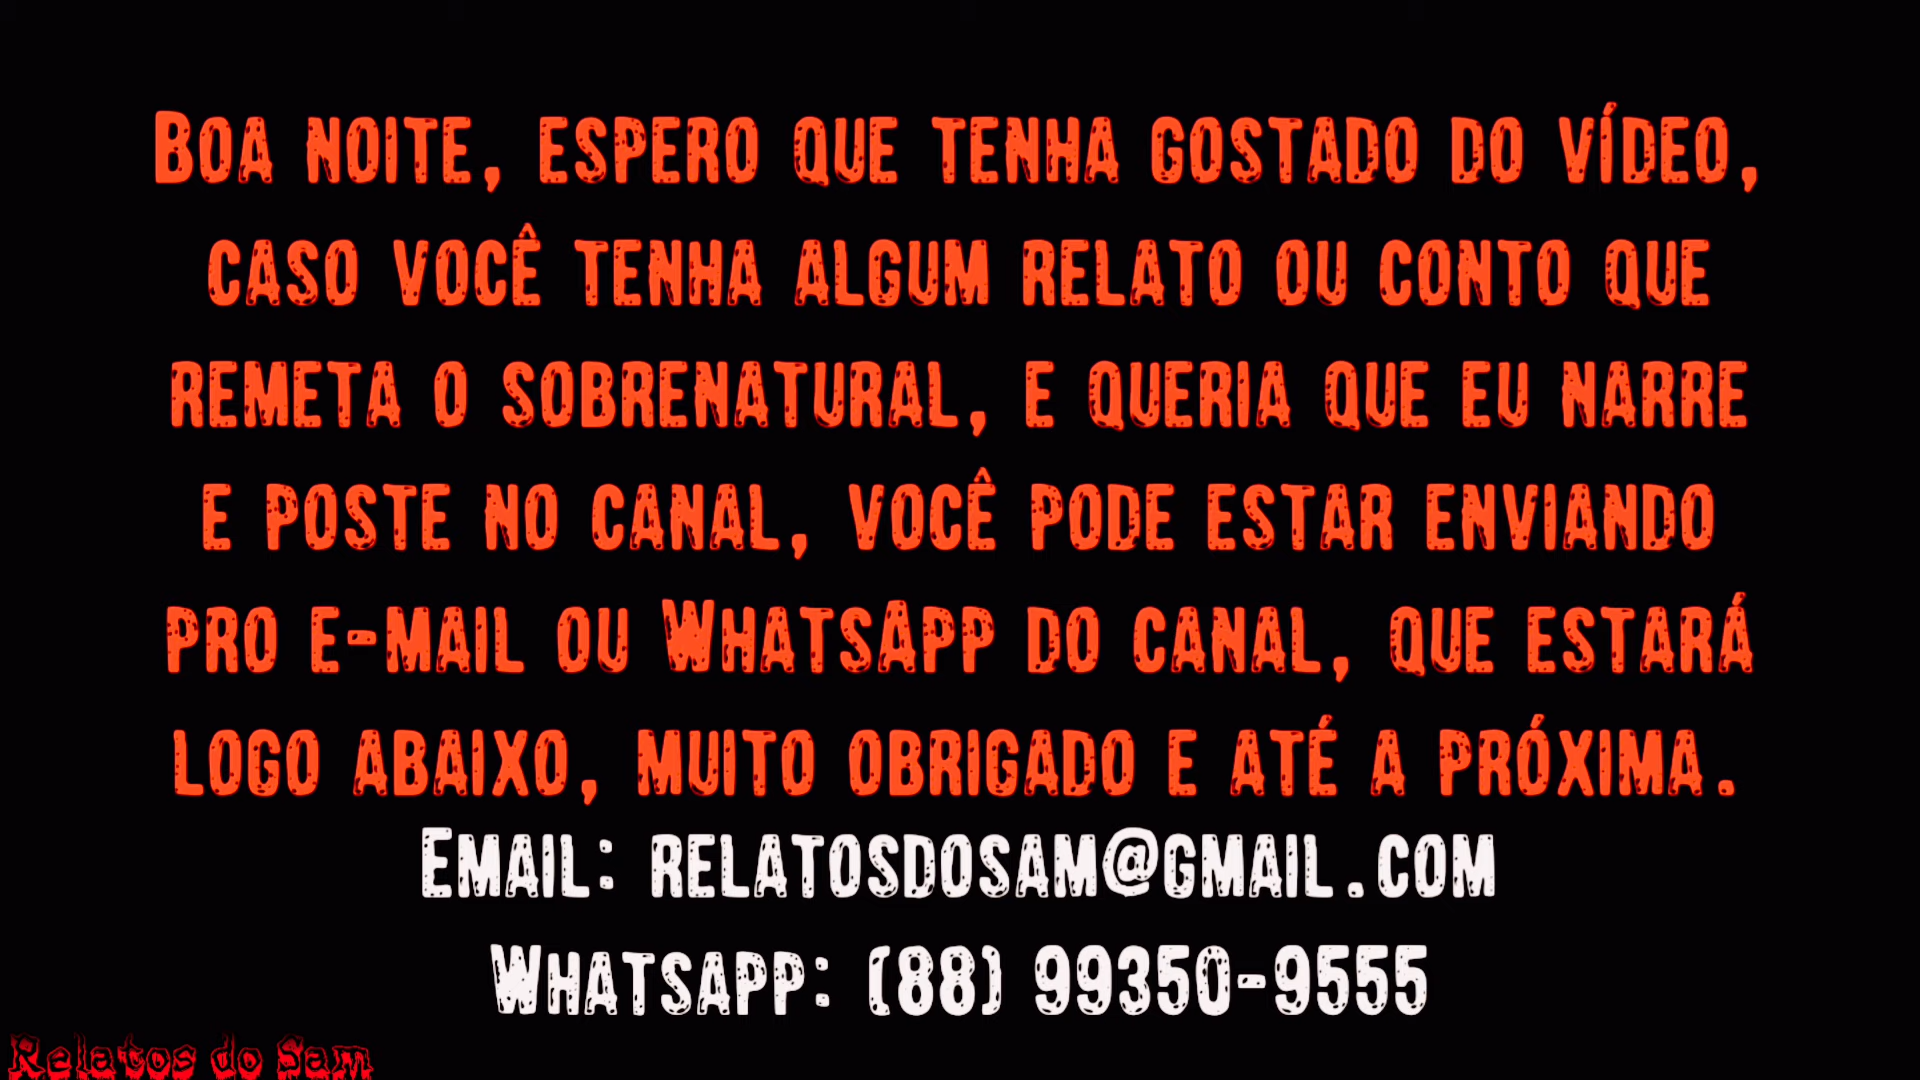 Boa noite, espero que tenha gostado do vídeo,
caso você tenha algum relato ou conto que
remeta o sobrenatural, e queria que eu narre
e poste no canal, você pode estar enviando
pro e-mail ou WhatsApp do canal, que estará
logo abaixo, muito obrigado e até a próxima.
Email: relatosdosam@gmail.com
Whatsapp: (88) 99350-9555
Relatos do Sam